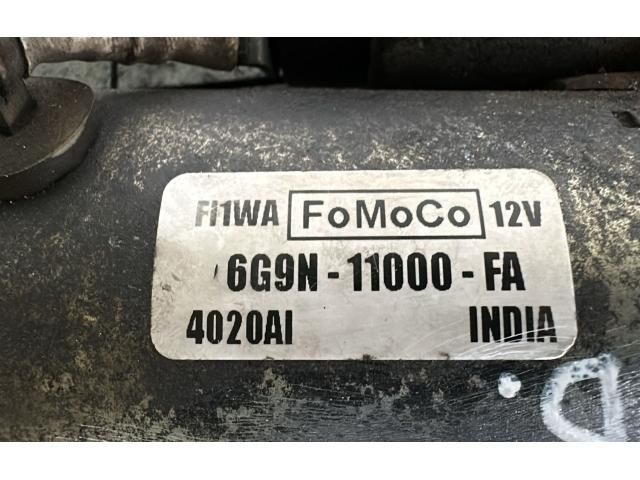 FI1WA FoMoCo 12V
6G9N - 11000 - FA
4020AI INDIA
D